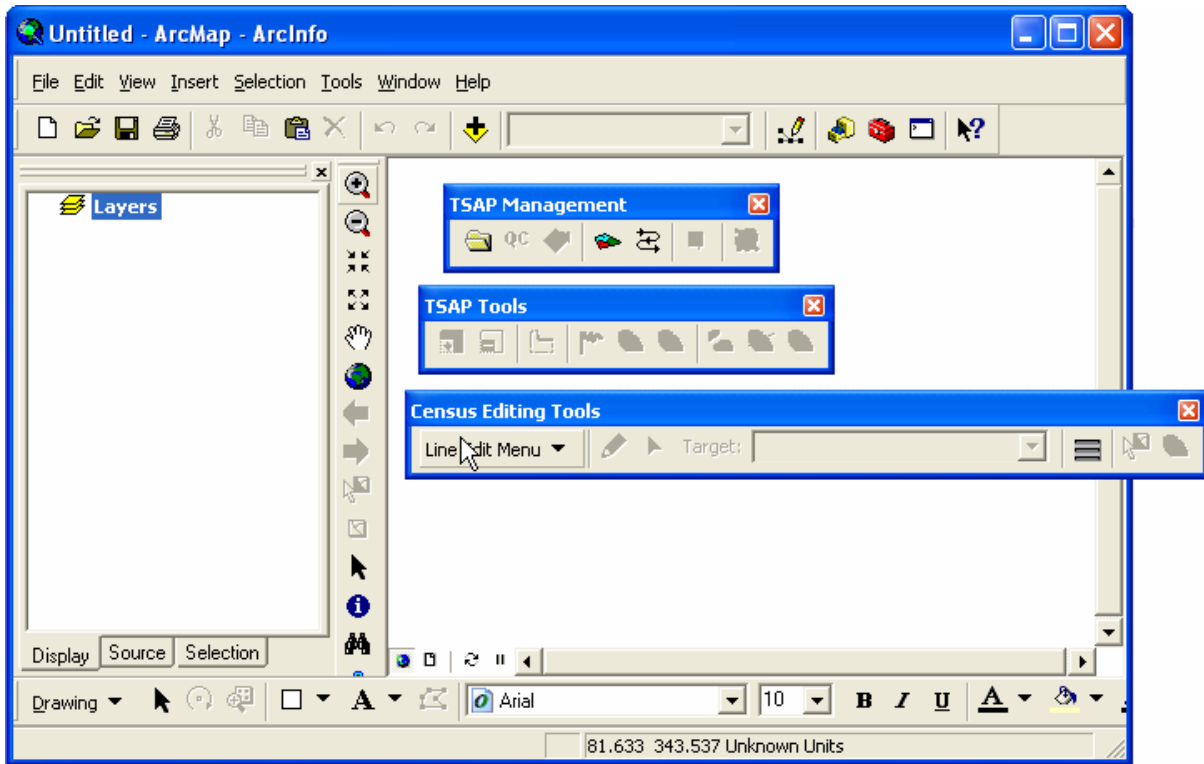 Untitled - ArcMap - ArcInfo
File Edit View Insert Selection Tools Window Help
Layers
TSAP Management
QC
TSAP Tools
Census Editing Tools
Line Edit Menu Target:
Display Source Selection
Drawing A Arial 10 B I U A
81.633 343.537 Unknown Units